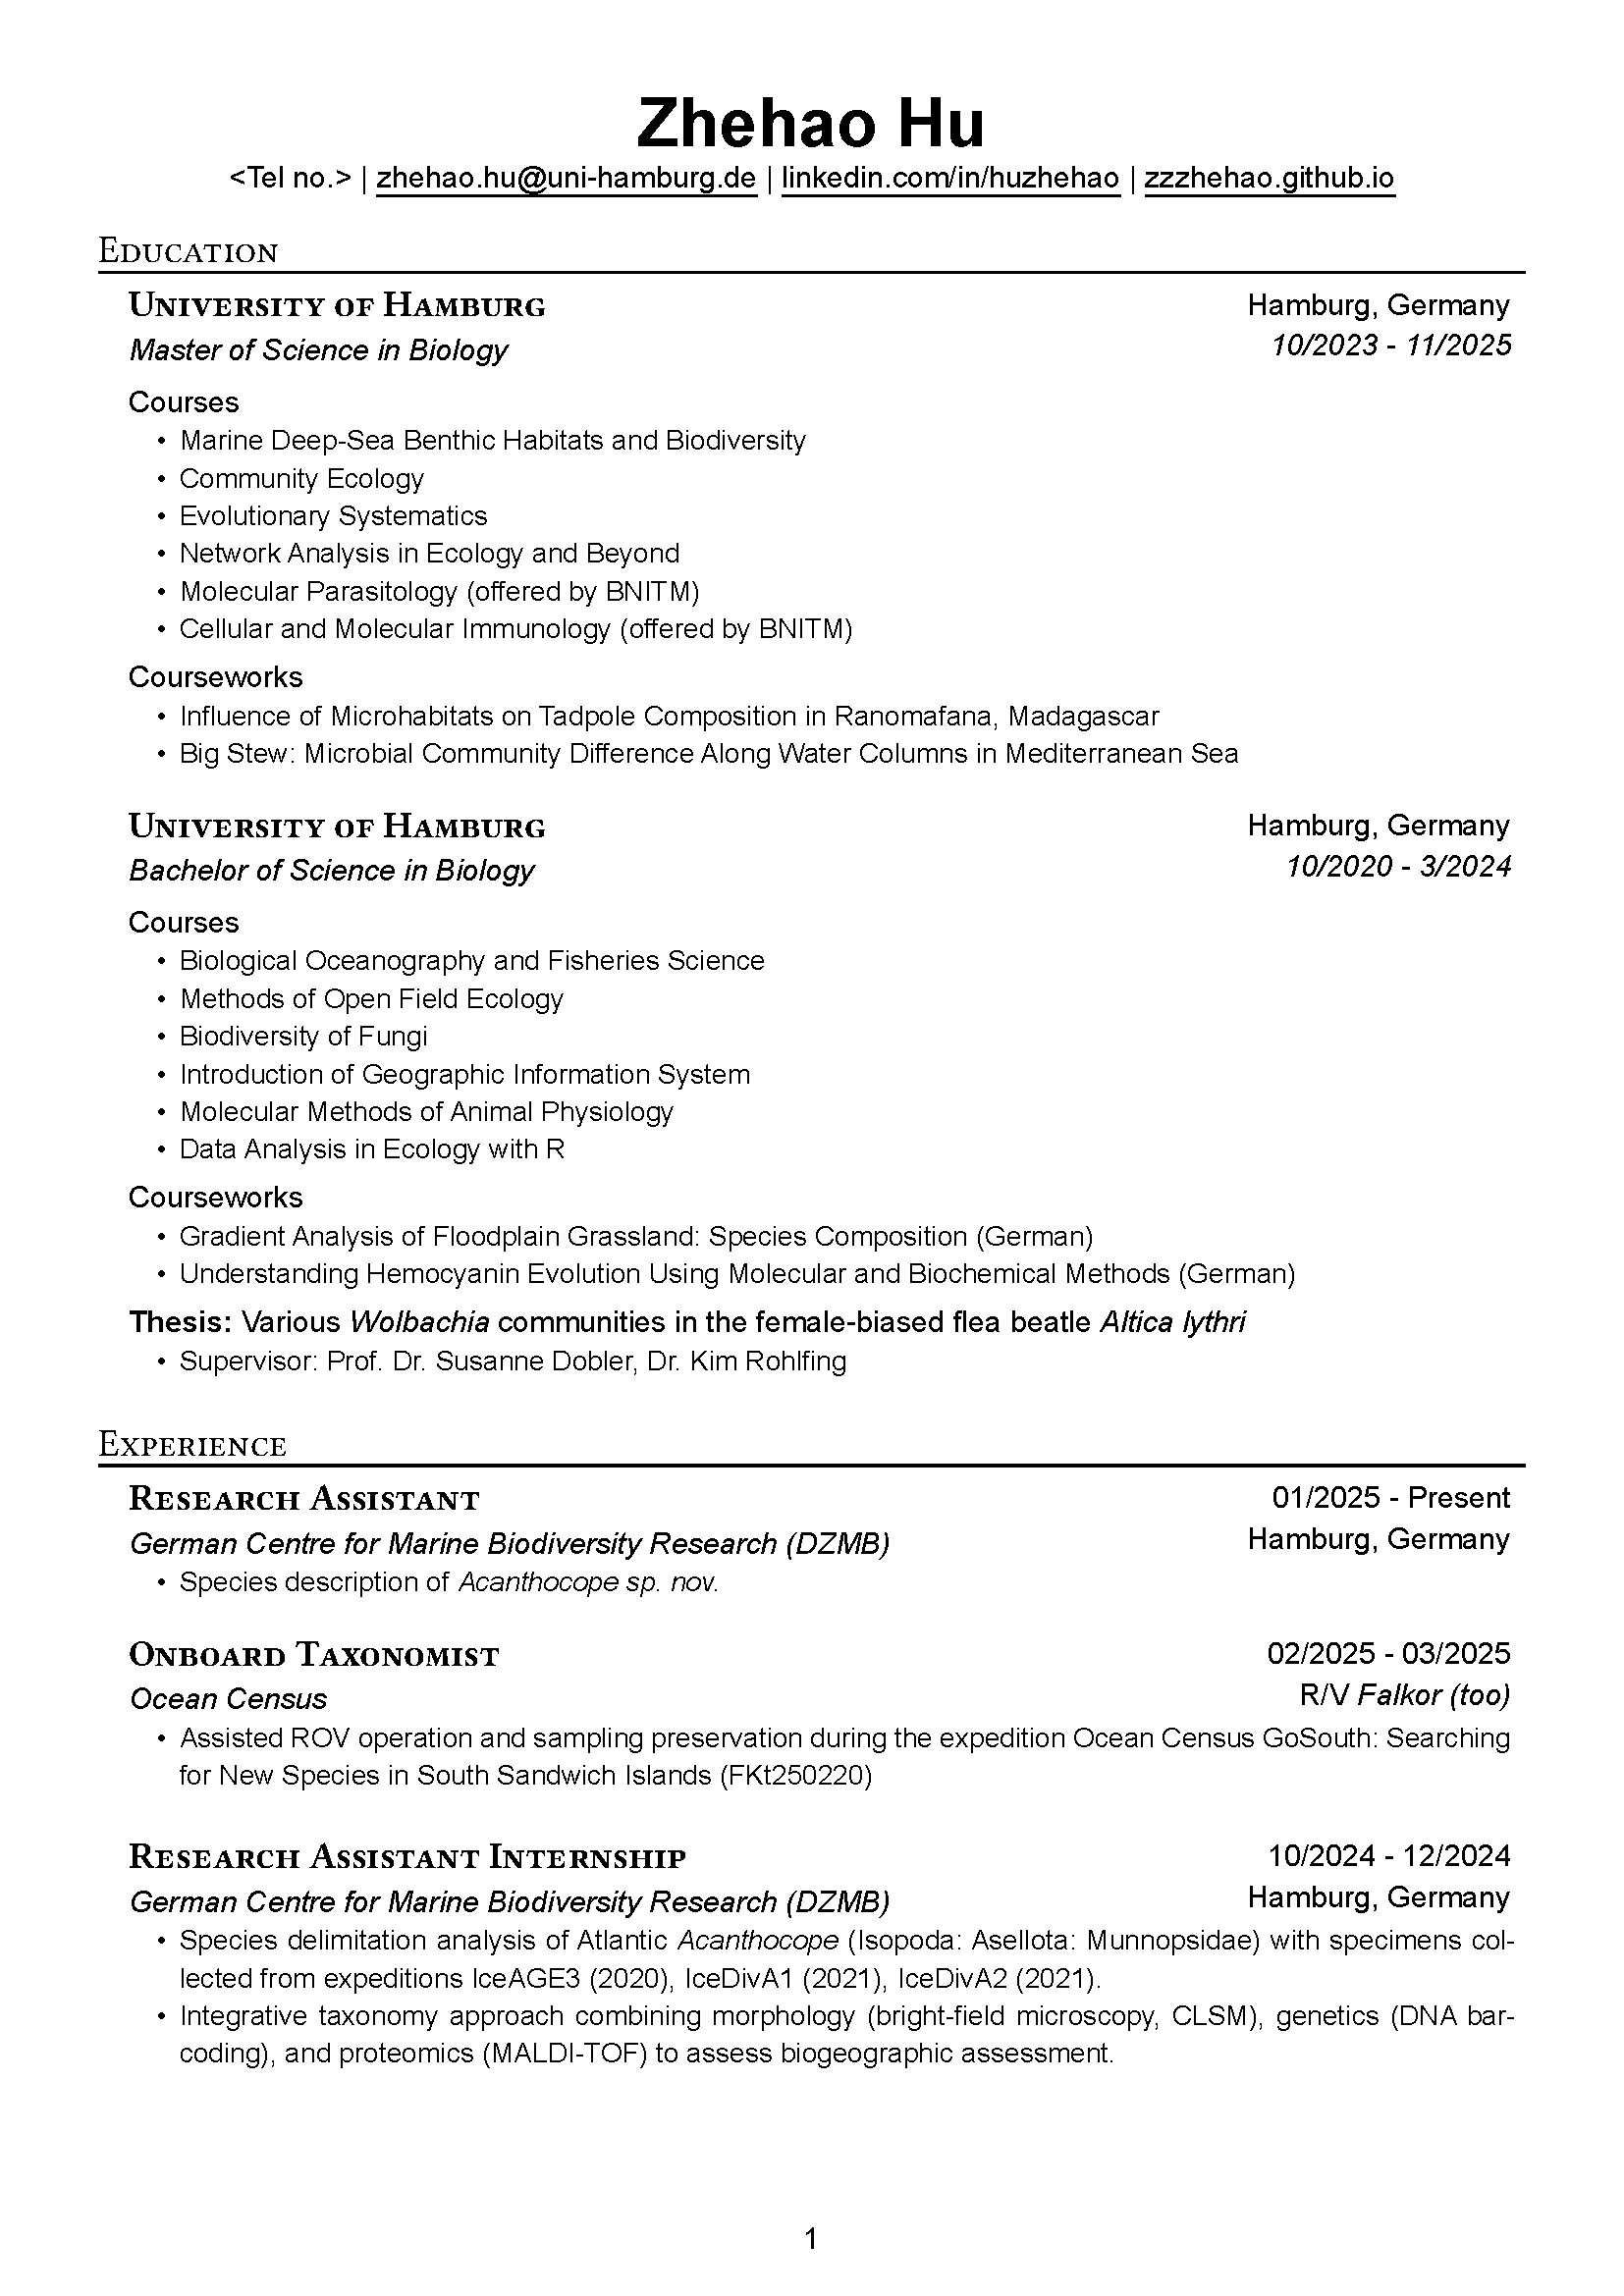 Zhehao Hu
<Tel no.> | zhehao.hu@uni-hamburg.de | linkedin.com/in/huzhehao | zzzhehao.github.io
Education
University of Hamburg Hamburg, Germany
Master of Science in Biology 10/2023 - 11/2025
Courses
• Marine Deep-Sea Benthic Habitats and Biodiversity
• Community Ecology
• Evolutionary Systematics
• Network Analysis in Ecology and Beyond
• Molecular Parasitology (offered by BNITM)
• Cellular and Molecular Immunology (offered by BNITM)
Courseworks
• Influence of Microhabitats on Tadpole Composition in Ranomafana, Madagascar
• Big Stew: Microbial Community Difference Along Water Columns in Mediterranean Sea
University of Hamburg Hamburg, Germany
Bachelor of Science in Biology 10/2020 - 3/2024
Courses
• Biological Oceanography and Fisheries Science
• Methods of Open Field Ecology
• Biodiversity of Fungi
• Introduction of Geographic Information System
• Molecular Methods of Animal Physiology
• Data Analysis in Ecology with R
Courseworks
• Gradient Analysis of Floodplain Grassland: Species Composition (German)
• Understanding Hemocyanin Evolution Using Molecular and Biochemical Methods (German)
Thesis: Various Wolbachia communities in the female-biased flea beatle Altica lythri
• Supervisor: Prof. Dr. Susanne Dobler, Dr. Kim Rohlfing
Experience
Research Assistant 01/2025 - Present
German Centre for Marine Biodiversity Research (DZMB) Hamburg, Germany
• Species description of Acanthocope sp. nov.
Onboard Taxonomist 02/2025 - 03/2025
Ocean Census R/V Falkor (too)
• Assisted ROV operation and sampling preservation during the expedition Ocean Census GoSouth: Searching
for New Species in South Sandwich Islands (FKt250220)
Research Assistant Internship 10/2024 - 12/2024
German Centre for Marine Biodiversity Research (DZMB) Hamburg, Germany
• Species delimitation analysis of Atlantic Acanthocope (Isopoda: Asellota: Munnopsidae) with specimens col-
lected from expeditions IceAGE3 (2020), IceDivA1 (2021), IceDivA2 (2021).
• Integrative taxonomy approach combining morphology (bright-field microscopy, CLSM), genetics (DNA bar-
coding), and proteomics (MALDI-TOF) to assess biogeographic assessment.
1